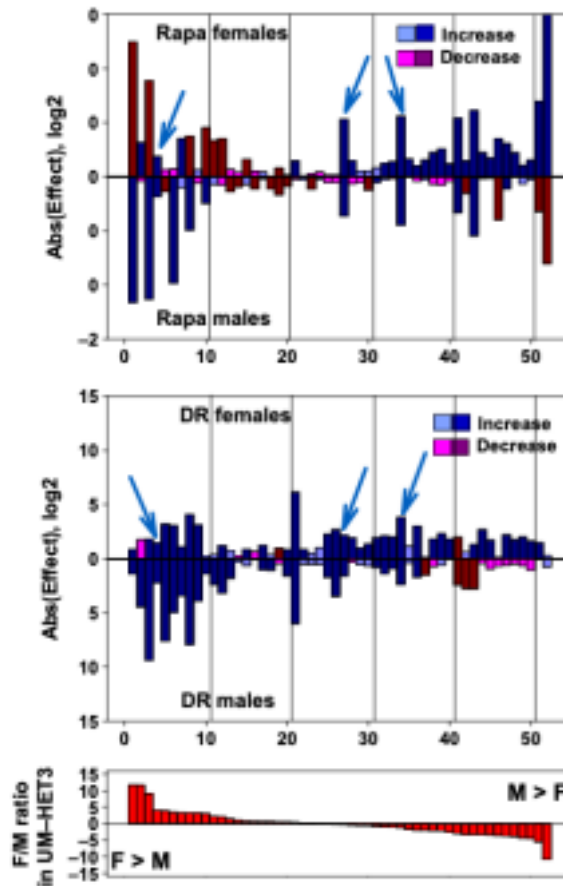 0
0
0
0
0
0
−2
Abs(Effect), log2
Rapa females
Increase
Decrease
Rapa males
0 10 20 30 40 50
15
10
5
0
5
10
15
Abs(Effect), log2
DR females
Increase
Decrease
DR males
0 10 20 30 40 50
F/M ratio
in UM−HET3
15
10
5
0
−5
−10
−15
M > F
F > M